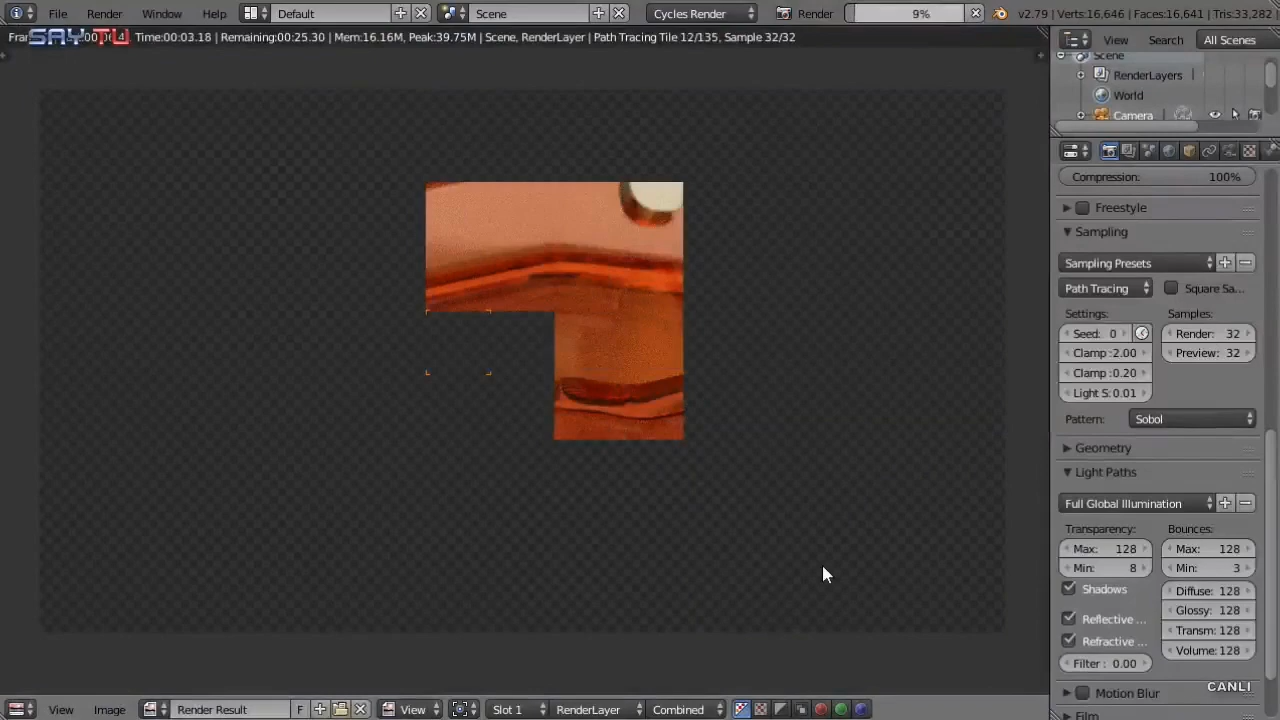 File Render Window Help Default Scene Cycles Render Render 9% v2.79 | Verts:16,646 | Faces:16,641 | Tris:33,282
SAY TU
Time:00:03.18 | Remaining:00:25.30 | Mem:16.16M, Peak:39.75M | Scene, RenderLayer | Path Tracing Tile 12/135, Sample 32/32
View Search All Scenes
Scene
RenderLayers
World
Camera
Compression: 100%
Freestyle
Sampling
Sampling Presets
Path Tracing Square Sa...
Settings: Samples:
Seed: 0 Render: 32
Clamp :2.00 Preview: 32
Clamp :0.20
Light S: 0.01
Pattern: Sobol
Geometry
Light Paths
Full Global Illumination
Transparency: Bounces:
Max: 128 Max: 128
Min: 8 Min: 3
Shadows Diffuse: 128
Reflective ... Glossy: 128
Refractive ... Transm: 128
Filter : 0.00 Volume: 128
CANLI
Motion Blur
Film
View Image Render Result F View Slot 1 RenderLayer Combined